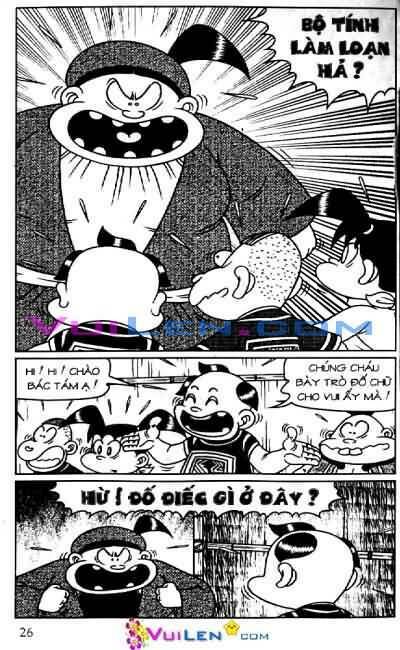 BỘ TÍNH
LÀM LOẠN
HẢ?
VuiLen.com
HI! HI! CHÀO
BÁC TÁM Ạ!
CHÚNG CHÁU
BÀY TRÒ ĐỐ CHỮ
CHO VUI ẤY MÀ!
HỪ! ĐỐ ĐIẾC GÌ Ở ĐÂY?
26
VuiLen.com